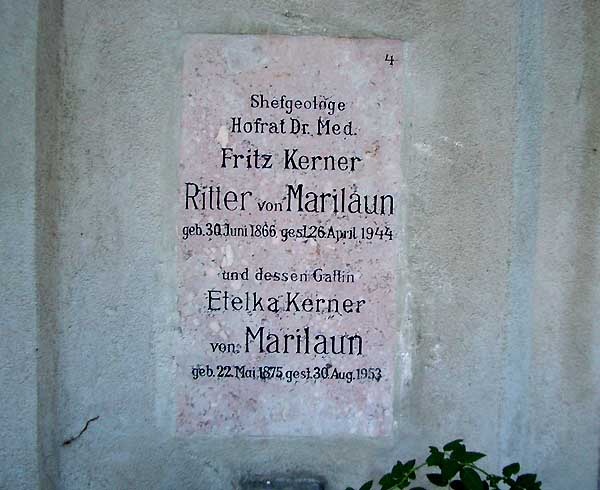 4
Shefgeologe
Hofrat Dr. Med.
Fritz Kerner
Ritter von Marilaun
geb. 30. Juni 1866 gest. 26. April 1944
und dessen Gattin
Etelka Kerner
von Marilaun
geb. 22. Mai 1875 gest. 30. Aug. 1953